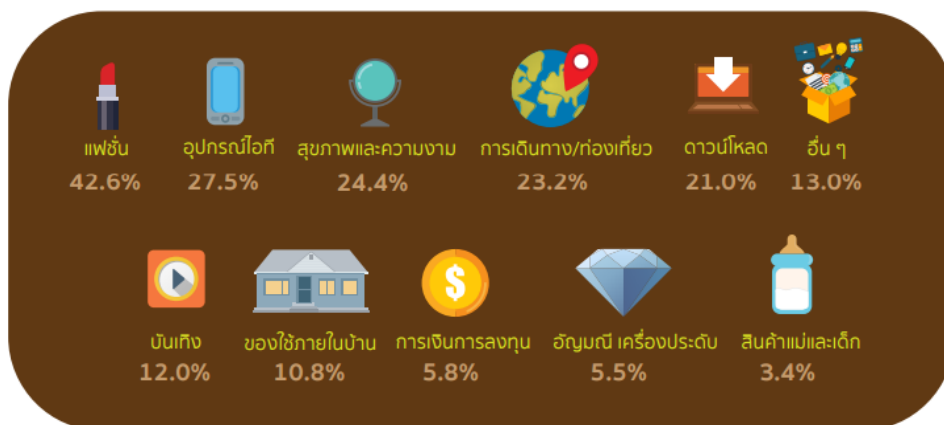 แฟชั่น อุปกรณ์ไอที สุขภาพและความงาม การเดินทาง/ท่องเที่ยว ดาวน์โหลด อื่น ๆ
42.6% 27.5% 24.4% 23.2% 21.0% 13.0%
$
บันเทิง ของใช้ภายในบ้าน การเงินการลงทุน อัญมณี เครื่องประดับ สินค้าแม่และเด็ก
12.0% 10.8% 5.8% 5.5% 3.4%